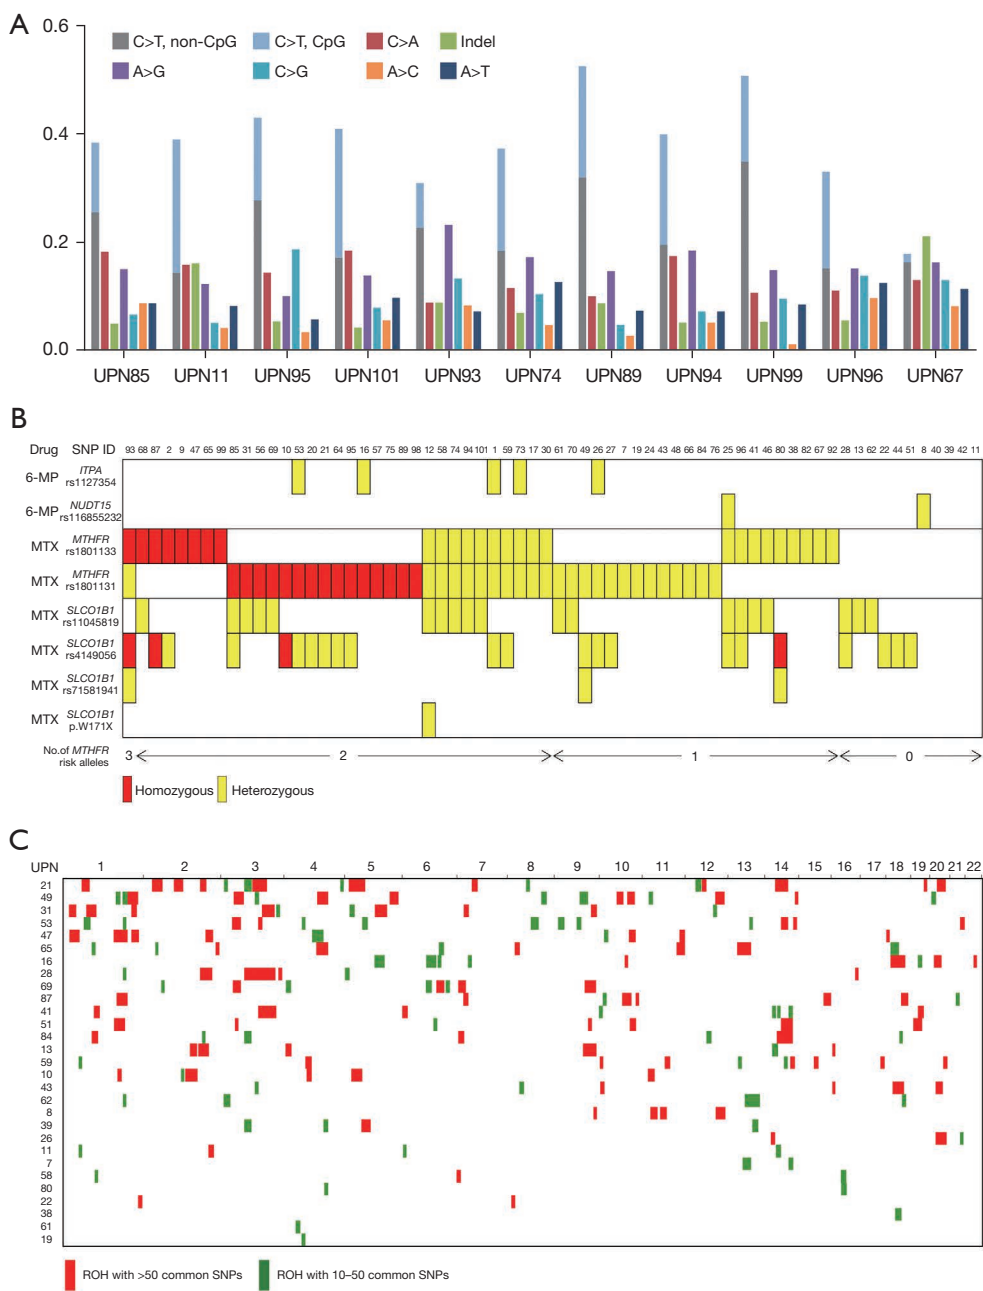 A
0.6
C>T, non-CpG C>T, CpG C>A Indel
A>G C>G A>C A>T
0.4
0.2
0.0
UPN85 UPN11 UPN95 UPN101 UPN93 UPN74 UPN89 UPN94 UPN99 UPN96 UPN67
B
Drug SNP ID 93 68 87 2 9 47 65 99 85 31 56 69 10 53 20 21 64 95 16 57 75 89 98 12 58 74 94 101 1 59 73 17 30 61 70 49 26 27 7 19 24 43 48 66 84 76 25 96 41 46 80 38 67 92 28 13 62 22 44 51 8 40 42 11
6-MP ITPA
rs1127354
6-MP NUDT15
rs116855232
MTX MTHFR
rs1801133
MTX MTHFR
rs1801131
MTX SLCO1B1
rs11045819
MTX SLCO1B1
rs4149056
MTX SLCO1B1
rs71581941
MTX SLCO1B1
p.W171X
No.of MTHFR
risk alleles
3 2 1 0
Homozygous Heterozygous
C
UPN 1 2 3 4 5 6 7 8 9 10 11 12 13 14 15 16 17 18 19 20 21 22
21
49
31
53
47
65
16
28
69
87
41
51
84
13
59
10
43
62
8
39
26
11
7
58
80
22
38
61
19
ROH with >50 common SNPs ROH with 10–50 common SNPs